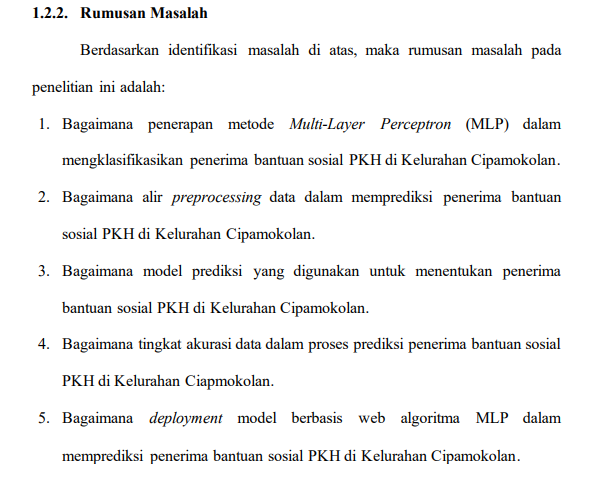 1.2.2. Rumusan Masalah
Berdasarkan identifikasi masalah di atas, maka rumusan masalah pada
penelitian ini adalah:
1. Bagaimana penerapan metode Multi-Layer Perceptron (MLP) dalam
mengklasifikasikan penerima bantuan sosial PKH di Kelurahan Cipamokolan.
2. Bagaimana alir preprocessing data dalam memprediksi penerima bantuan
sosial PKH di Kelurahan Cipamokolan.
3. Bagaimana model prediksi yang digunakan untuk menentukan penerima
bantuan sosial PKH di Kelurahan Cipamokolan.
4. Bagaimana tingkat akurasi data dalam proses prediksi penerima bantuan sosial
PKH di Kelurahan Ciapmokolan.
5. Bagaimana deployment model berbasis web algoritma MLP dalam
memprediksi penerima bantuan sosial PKH di Kelurahan Cipamokolan.